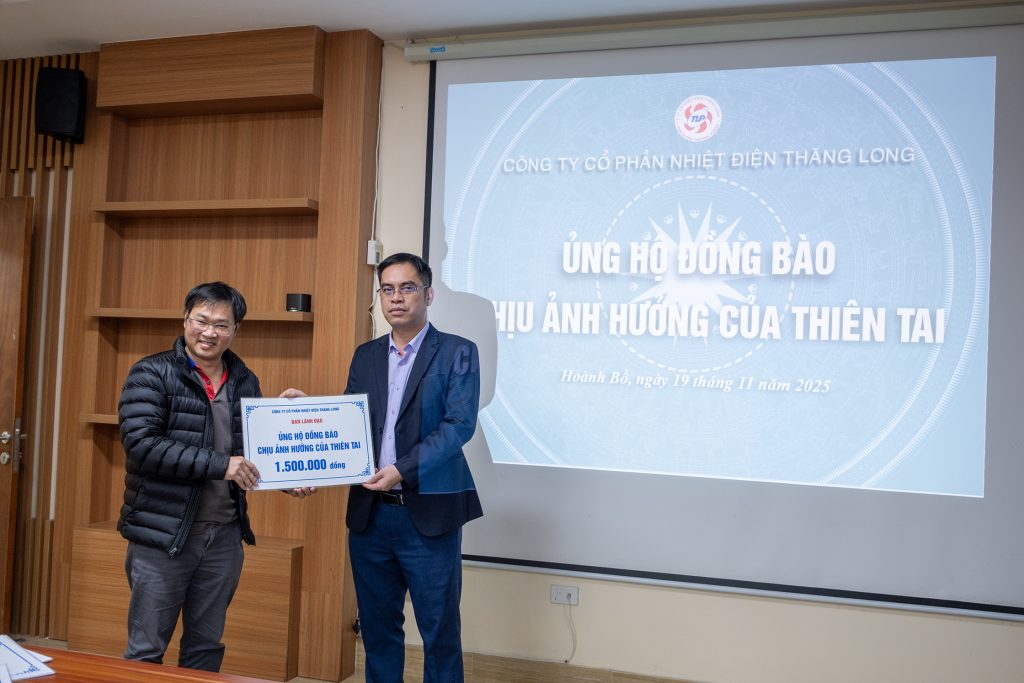 TLP
CÔNG TY CỔ PHẦN NHIỆT ĐIỆN THĂNG LONG
ỦNG HỘ ĐỒNG BÀO
CHỊU ẢNH HƯỞNG CỦA THIÊN TAI
Hoành Bồ, ngày 19 tháng 11 năm 2025
CÔNG TY CỔ PHẦN NHIỆT ĐIỆN THĂNG LONG
BAN LÃNH ĐẠO
ỦNG HỘ ĐỒNG BÀO
CHỊU ẢNH HƯỞNG CỦA THIÊN TAI
1.500.000 đồng